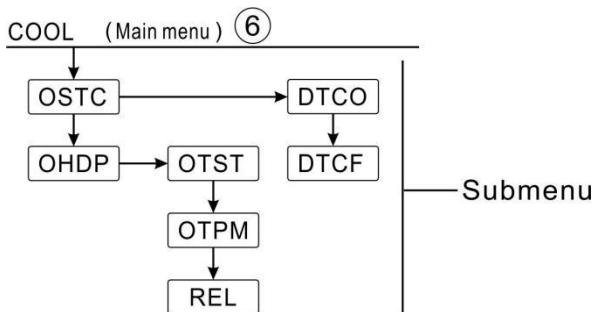 COOL (Main menu) ⑥
OSTC DTCO
OHDP OTST DTCF
Submenu
OTPM
REL